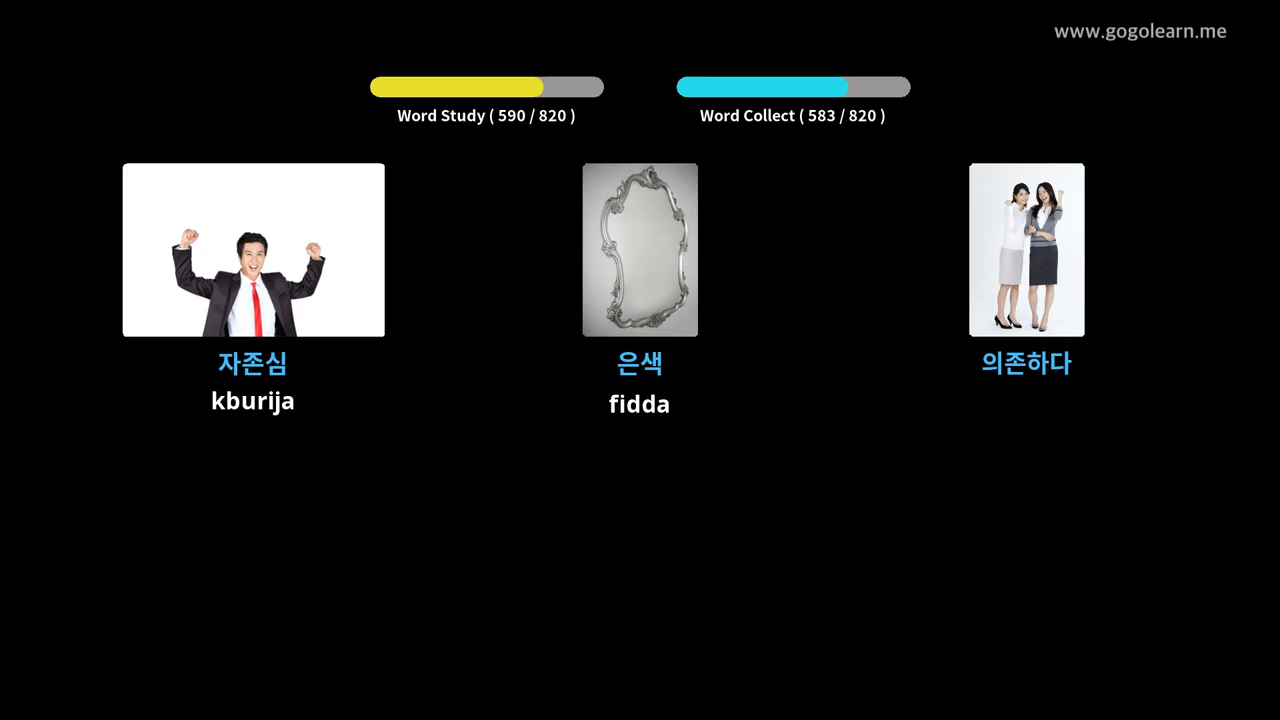 www.gogolearn.me
Word Study ( 590 / 820 )
Word Collect ( 583 / 820 )
자존심
은색
의존하다
kburija
fidda